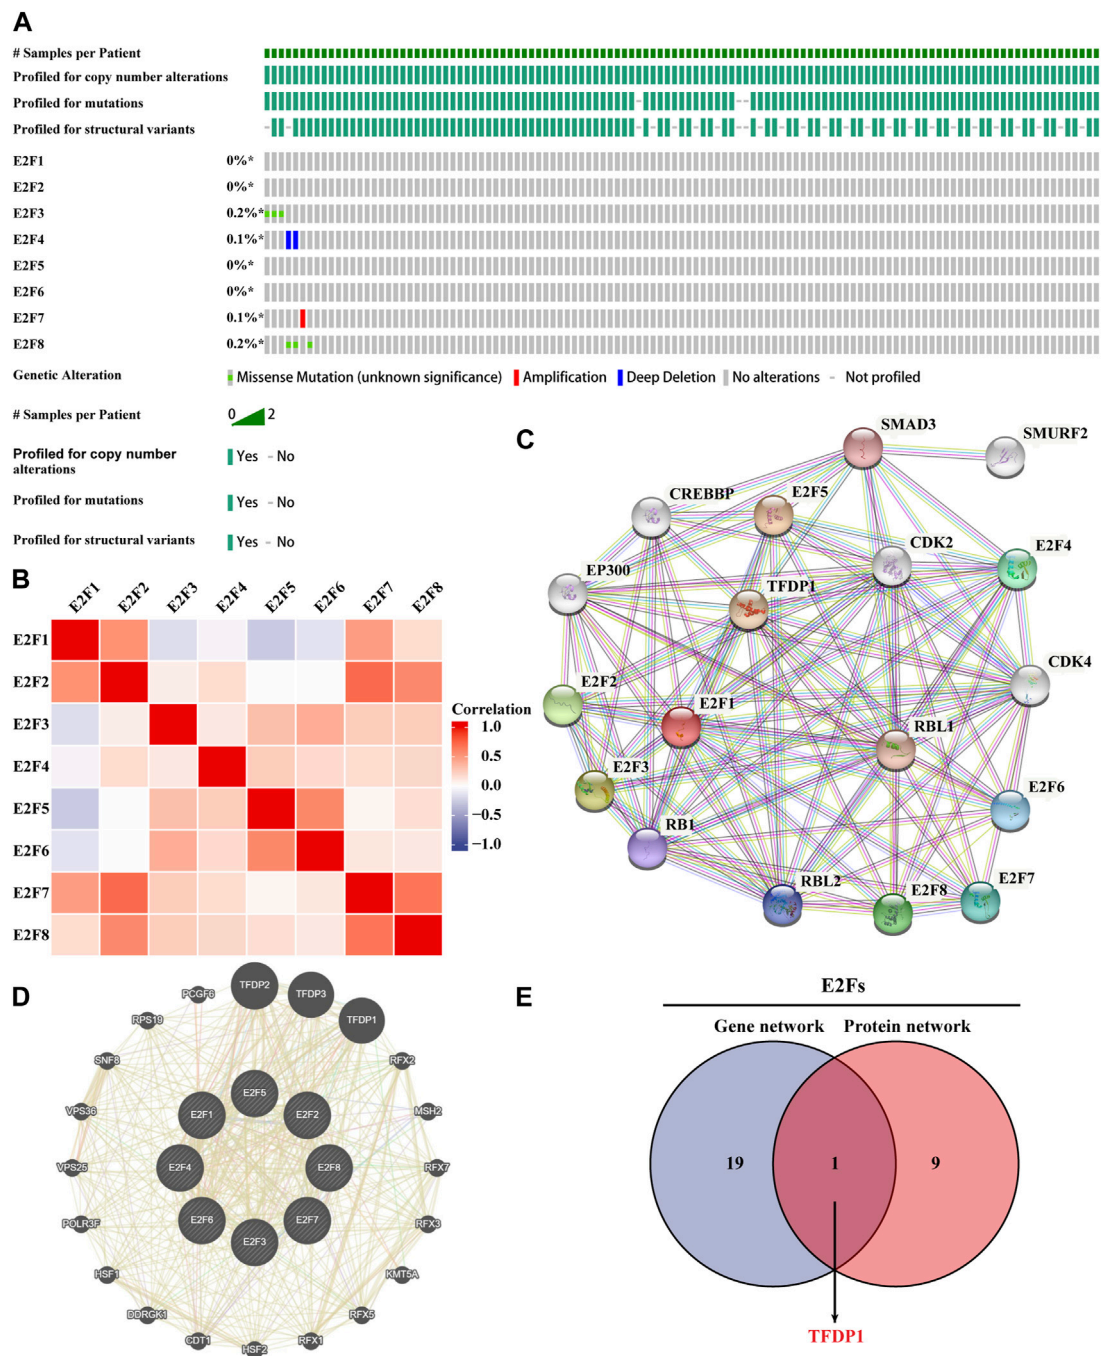 A
# Samples per Patient
Profiled for copy number alterations
Profiled for mutations
Profiled for structural variants
E2F1 0%*
E2F2 0%*
E2F3 0.2%*
E2F4 0.1%*
E2F5 0%*
E2F6 0%*
E2F7 0.1%*
E2F8 0.2%*
Genetic Alteration Missense Mutation (unknown significance) Amplification Deep Deletion No alterations Not profiled
# Samples per Patient 0 2
Profiled for copy number
alterations
Yes No
Profiled for mutations Yes No
Profiled for structural variants Yes No
B
E2F1 E2F2 E2F3 E2F4 E2F5 E2F6 E2F7 E2F8
E2F1
E2F2
E2F3
E2F4
E2F5
E2F6
E2F7
E2F8
Correlation
1.0
0.5
0.0
−0.5
−1.0
C
SMAD3
SMURF2
CREBBP
E2F5
CDK2
E2F4
EP300
TFDP1
E2F2
CDK4
E2F1
RBL1
E2F3
E2F6
RB1
RBL2
E2F8
E2F7
D
TFDP2
TFDP3
TFDP1
PCGF6
RPS19
SNF8
VPS36
VPS25
POLR3F
HSF1
DDRGK1
CDT1
HSF2
RFX1
RFX5
KMT5A
RFX3
RFX7
MSH2
RFX2
E2F5
E2F1
E2F2
E2F4
E2F8
E2F6
E2F7
E2F3
E
E2Fs
Gene network Protein network
19 1 9
TFDP1